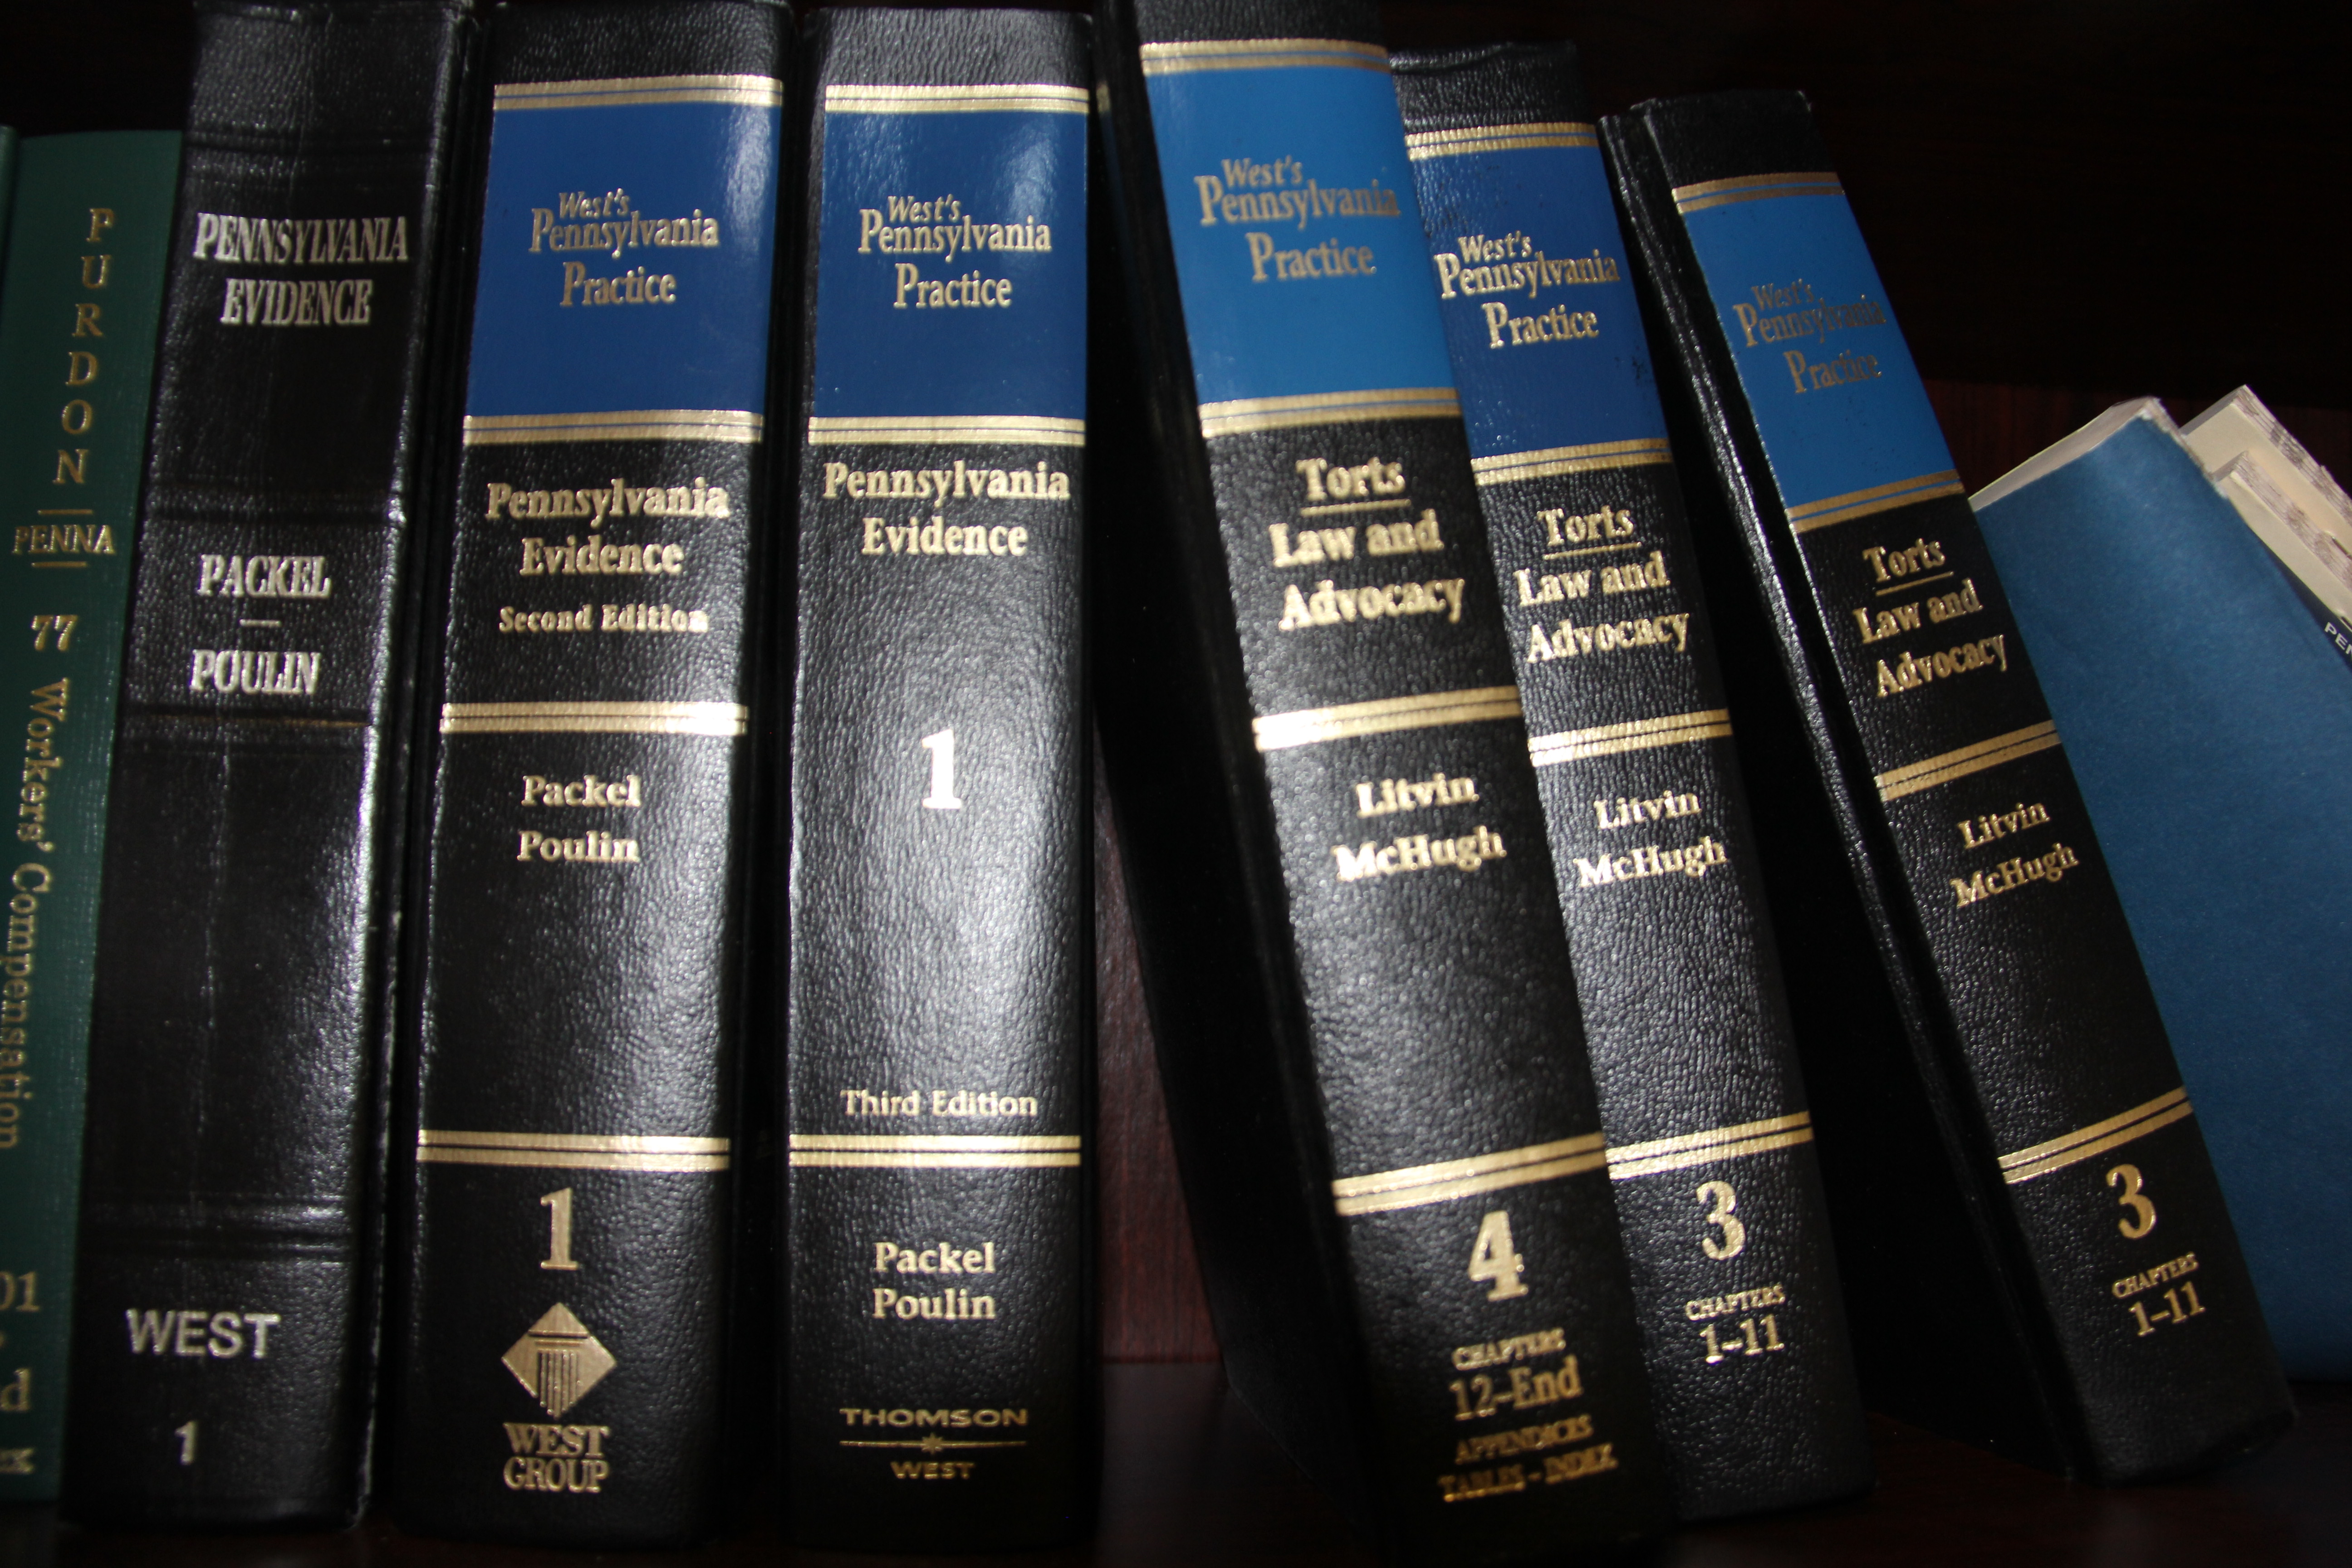 PURDON
PENNA
77 Workers' Compensation
01
PENNSYLVANIA
EVIDENCE
PACKEL
POULIN
WEST
1
West's
Pennsylvania
Practice
Pennsylvania
Evidence
Second Edition
Packel
Poulin
1
WEST
GROUP
West's
Pennsylvania
Practice
Pennsylvania
Evidence
1
Third Edition
Packel
Poulin
THOMSON
WEST
West's
Pennsylvania
Practice
Torts
Law and
Advocacy
Litvin
McHugh
4
CHAPTERS
12-End
APPENDICES
TABLES - INDEX
West's
Pennsylvania
Practice
Torts
Law and
Advocacy
Litvin
McHugh
3
CHAPTERS
1-11
West's
Pennsylvania
Practice
Torts
Law and
Advocacy
Litvin
McHugh
3
CHAPTERS
1-11